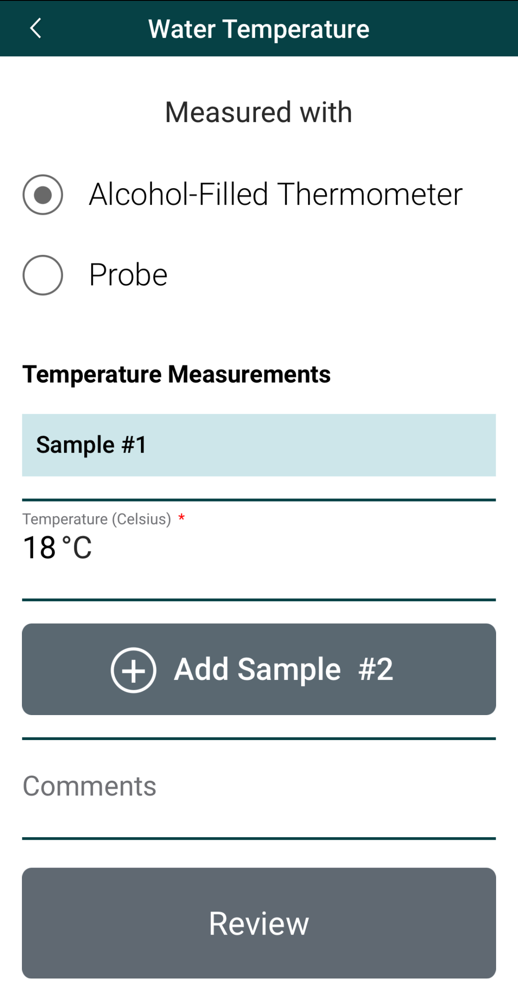 Water Temperature
Measured with
Alcohol-Filled Thermometer
Probe
Temperature Measurements
Sample #1
Temperature (Celsius) *
18 °C
Add Sample #2
Comments
Review